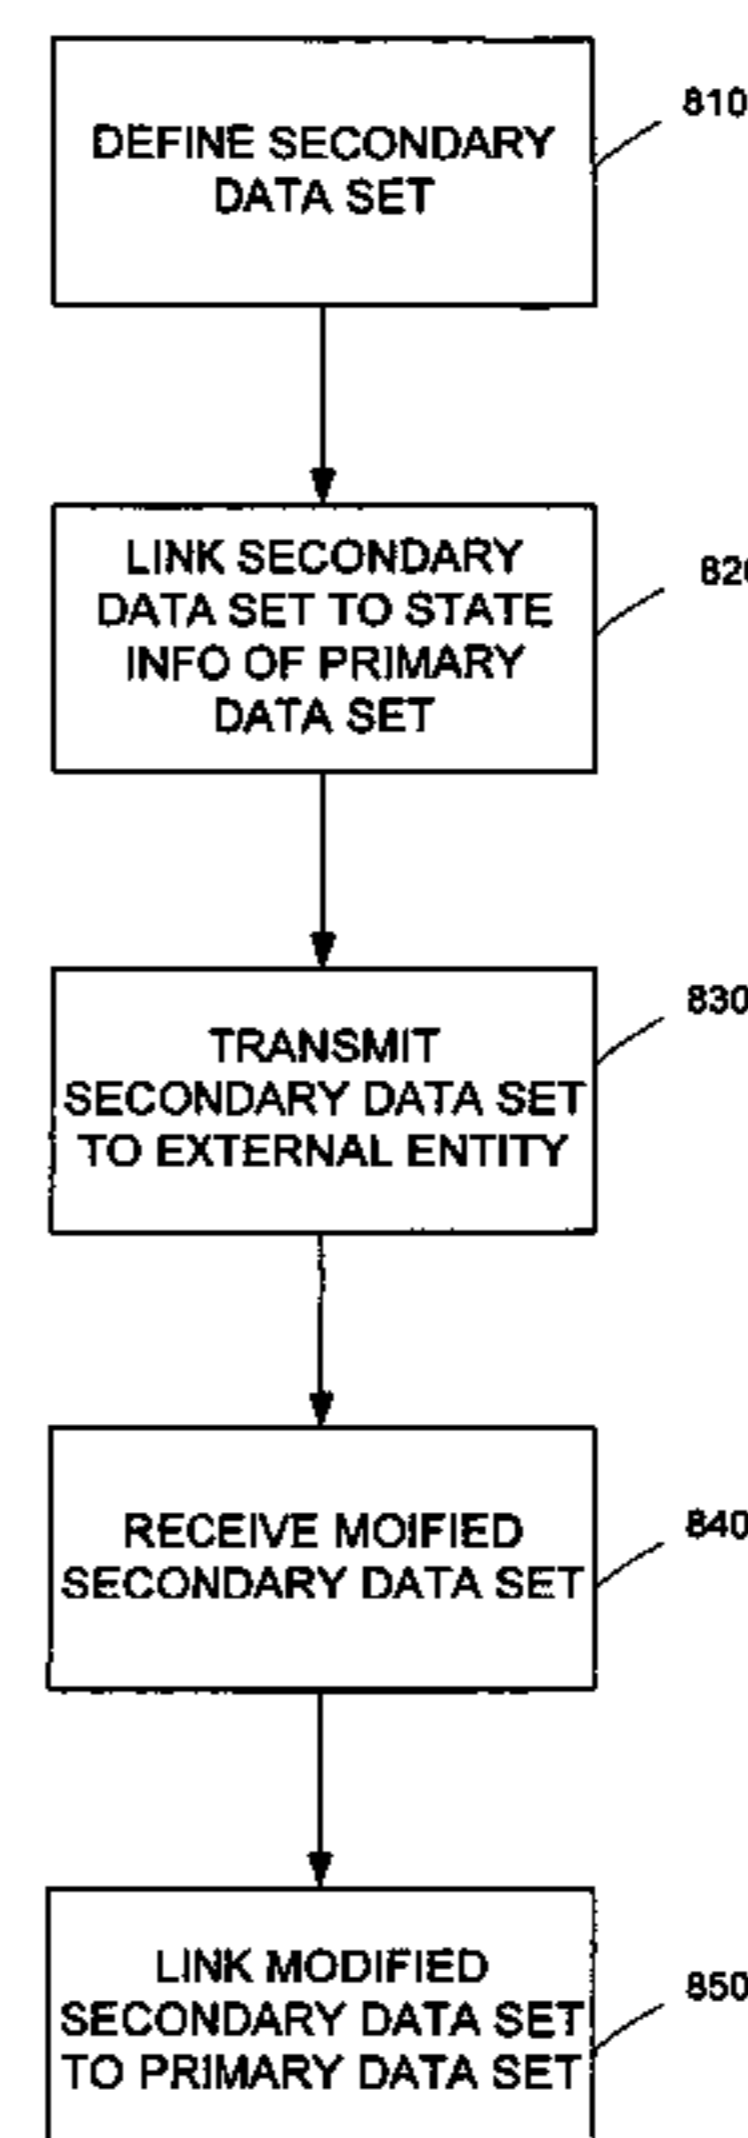 810
DEFINE SECONDARY
DATA SET
820
LINK SECONDARY
DATA SET TO STATE
INFO OF PRIMARY
DATA SET
830
TRANSMIT
SECONDARY DATA SET
TO EXTERNAL ENTITY
840
RECEIVE MOIFIED
SECONDARY DATA SET
850
LINK MODIFIED
SECONDARY DATA SET
TO PRIMARY DATA SET